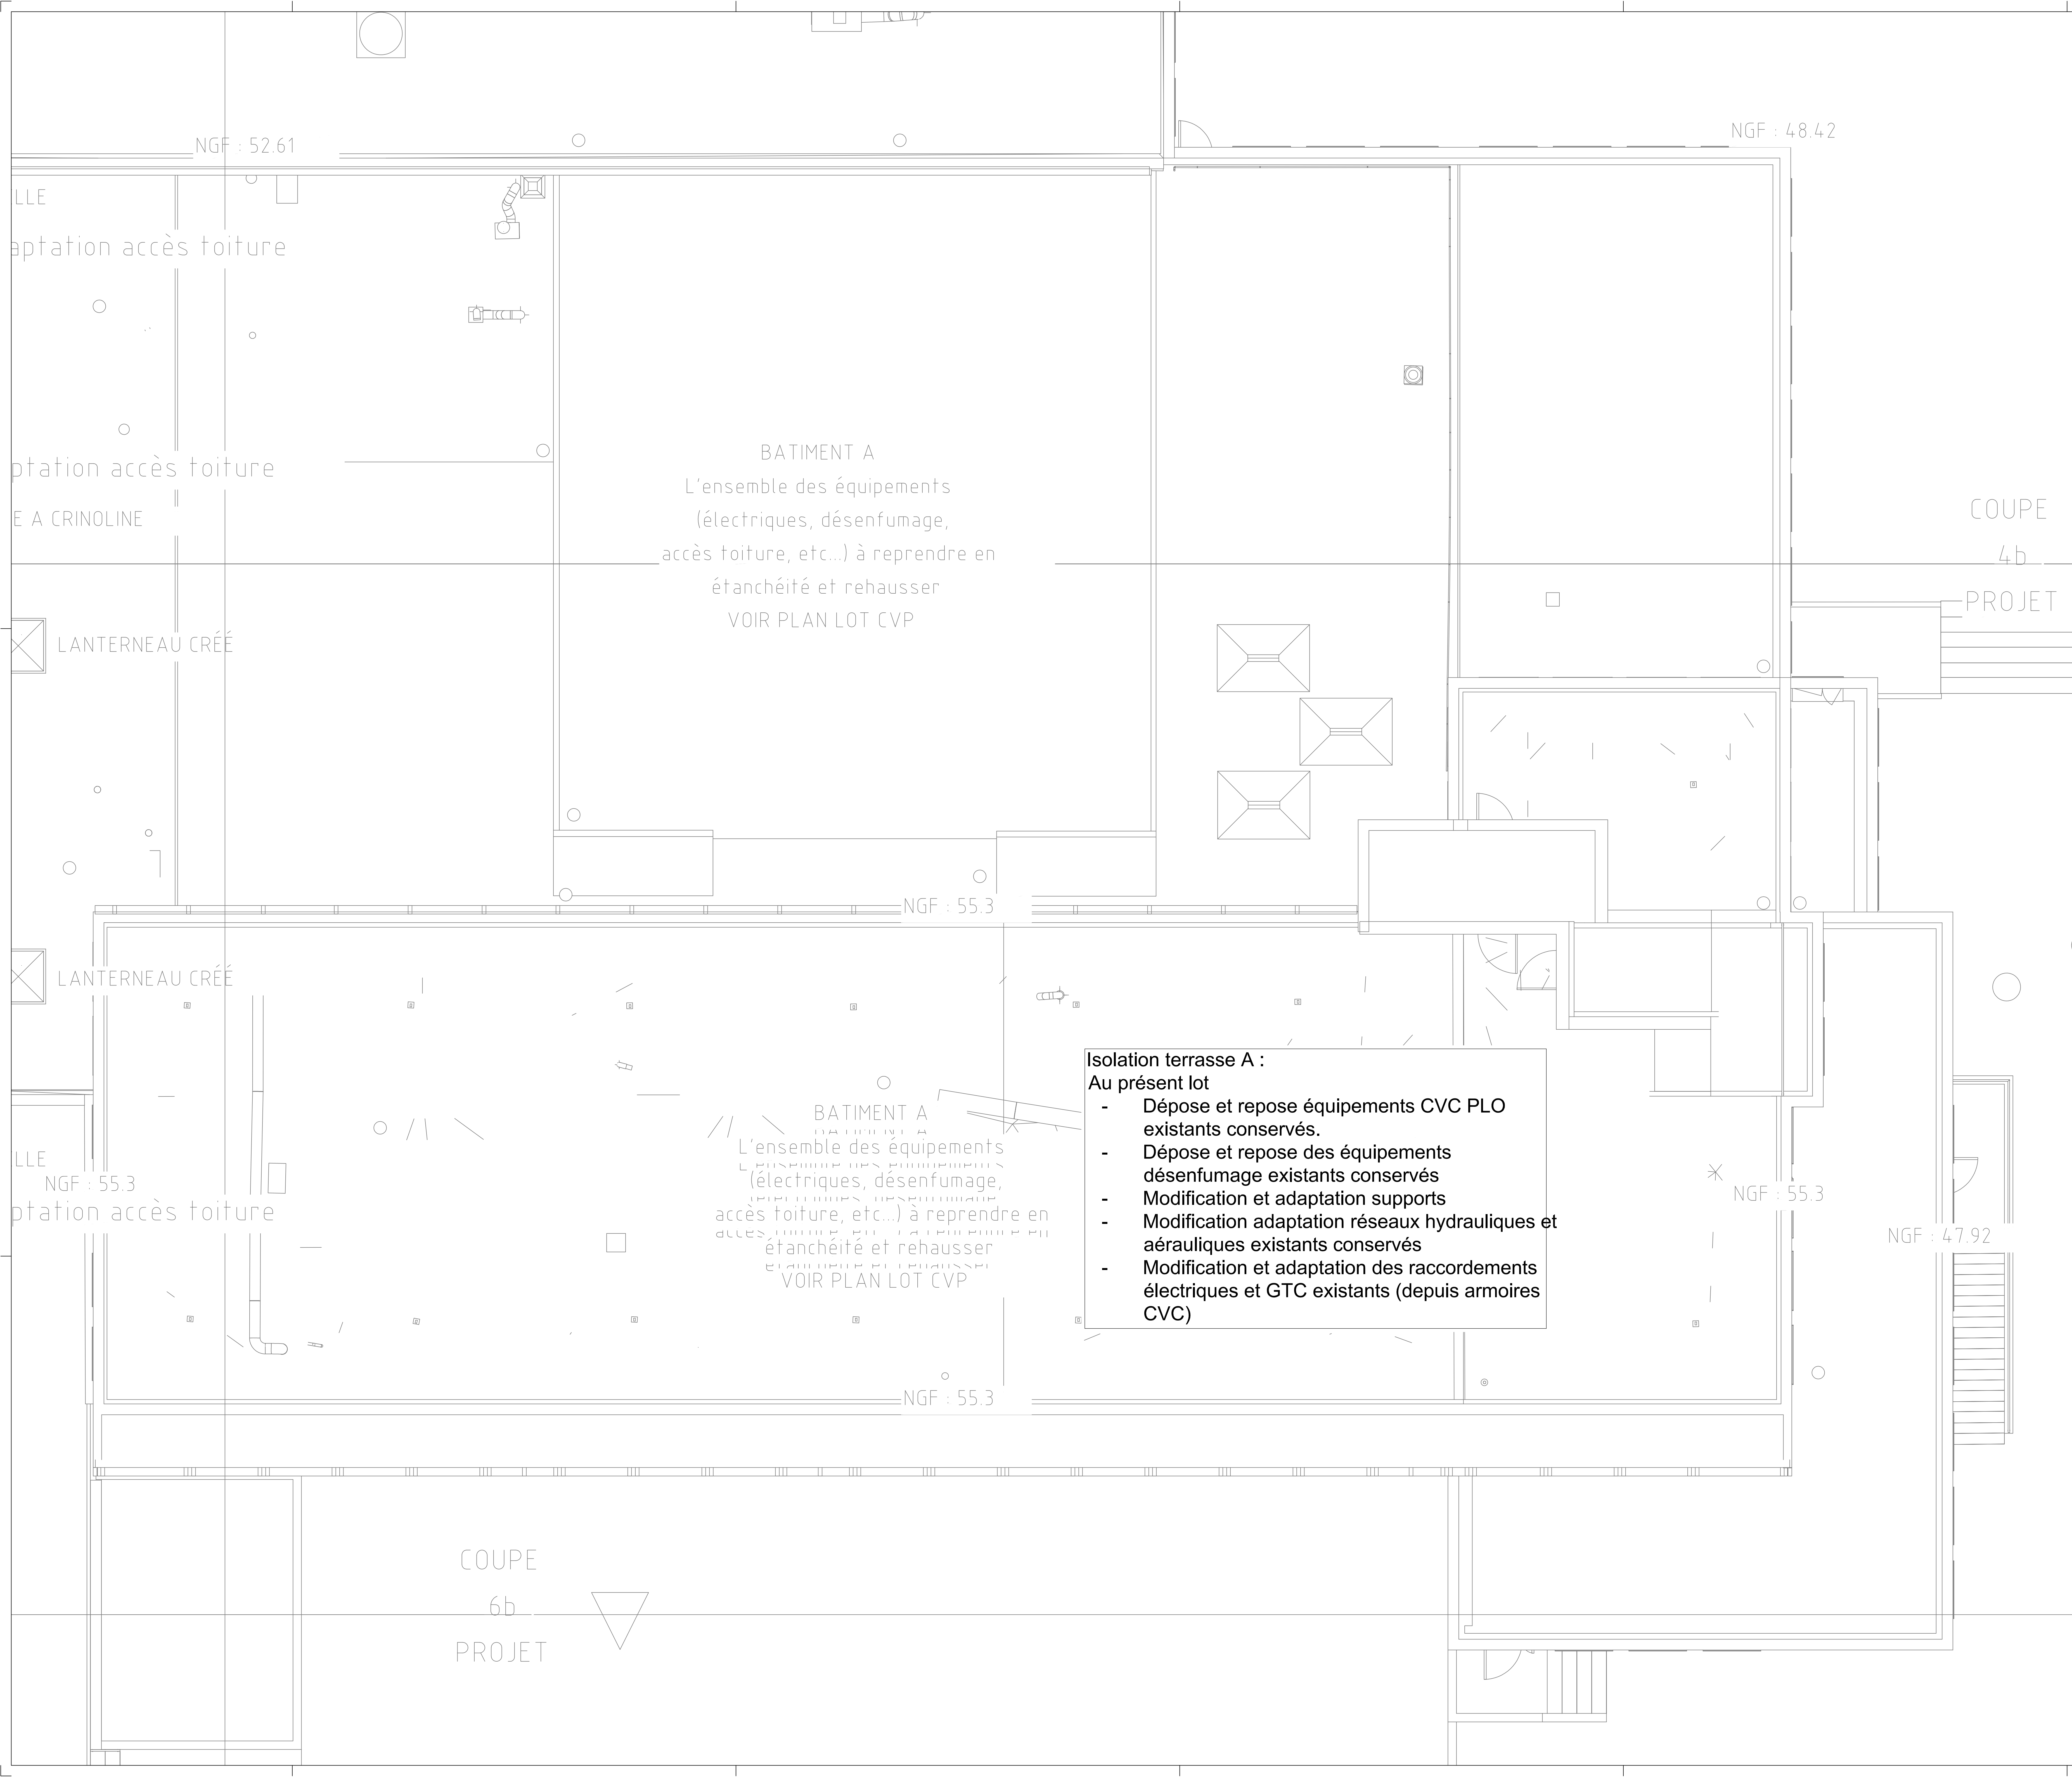 NGF : 52.61
NGF : 48.42
LLE
aptation accès toiture
ptation accès toiture
E A CRINOLINE
BATIMENT A
L'ensemble des équipements
(électriques, désenfumage,
accès toiture, etc...) à reprendre en
étanchéité et rehausser
VOIR PLAN LOT CVP
COUPE
4b
PROJET
LANTERNEAU CRÉÉ
NGF : 55.3
LANTERNEAU CRÉÉ
Isolation terrasse A :
Au présent lot
- Dépose et repose équipements CVC PLO
existants conservés.
- Dépose et repose des équipements
désenfumage existants conservés
- Modification et adaptation supports
- Modification adaptation réseaux hydrauliques et
aérauliques existants conservés
- Modification et adaptation des raccordements
électriques et GTC existants (depuis armoires
CVC)
BATIMENT A
L'ensemble des équipements
(électriques, désenfumage,
accès toiture, etc...) à reprendre en
étanchéité et rehausser
VOIR PLAN LOT CVP
LLE
NGF : 55.3
ptation accès toiture
NGF : 55.3
NGF : 47.92
NGF : 55.3
COUPE
6b
PROJET